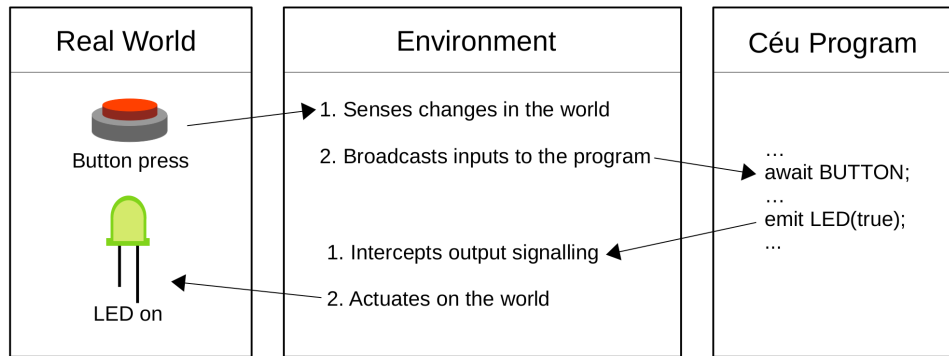 Real World
Button press
LED on
Environment
1. Senses changes in the world
2. Broadcasts inputs to the program
1. Intercepts output signalling
2. Actuates on the world
Céu Program
...
await BUTTON;
...
emit LED(true);
...